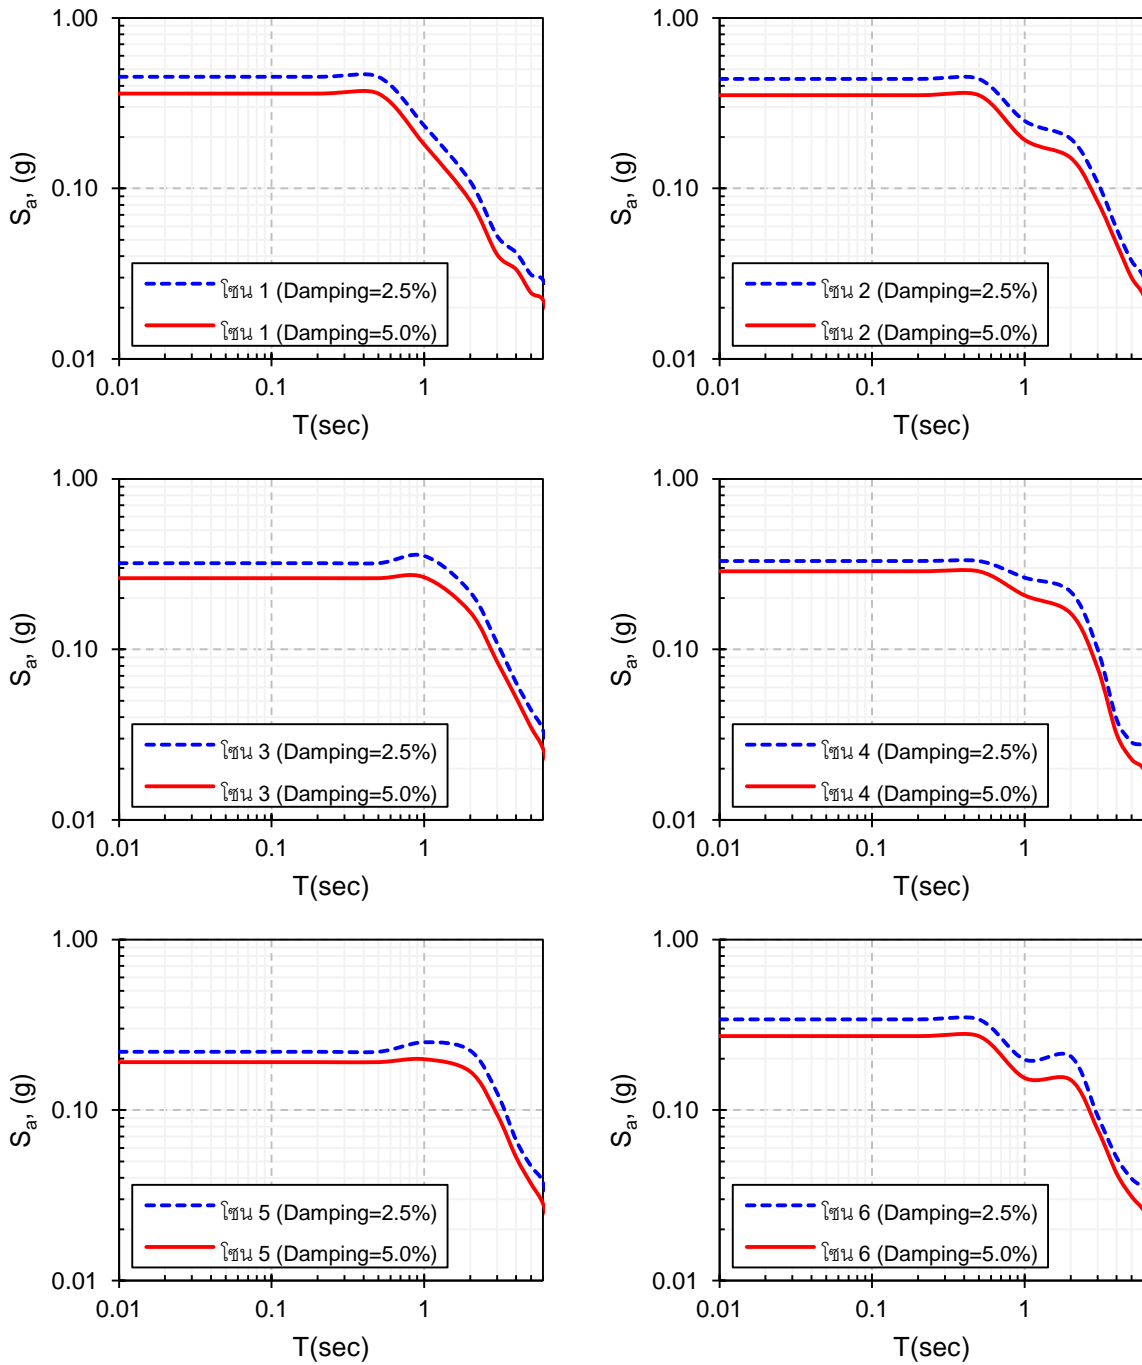 1.00
0.10
0.01
Sa, (g)
โซน 1 (Damping=2.5%)
โซน 1 (Damping=5.0%)
0.01 0.1 1
T(sec)
1.00
0.10
0.01
Sa, (g)
โซน 2 (Damping=2.5%)
โซน 2 (Damping=5.0%)
0.01 0.1 1
T(sec)
1.00
0.10
0.01
Sa, (g)
โซน 3 (Damping=2.5%)
โซน 3 (Damping=5.0%)
0.01 0.1 1
T(sec)
1.00
0.10
0.01
Sa, (g)
โซน 4 (Damping=2.5%)
โซน 4 (Damping=5.0%)
0.01 0.1 1
T(sec)
1.00
0.10
0.01
Sa, (g)
โซน 5 (Damping=2.5%)
โซน 5 (Damping=5.0%)
0.01 0.1 1
T(sec)
1.00
0.10
0.01
Sa, (g)
โซน 6 (Damping=2.5%)
โซน 6 (Damping=5.0%)
0.01 0.1 1
T(sec)